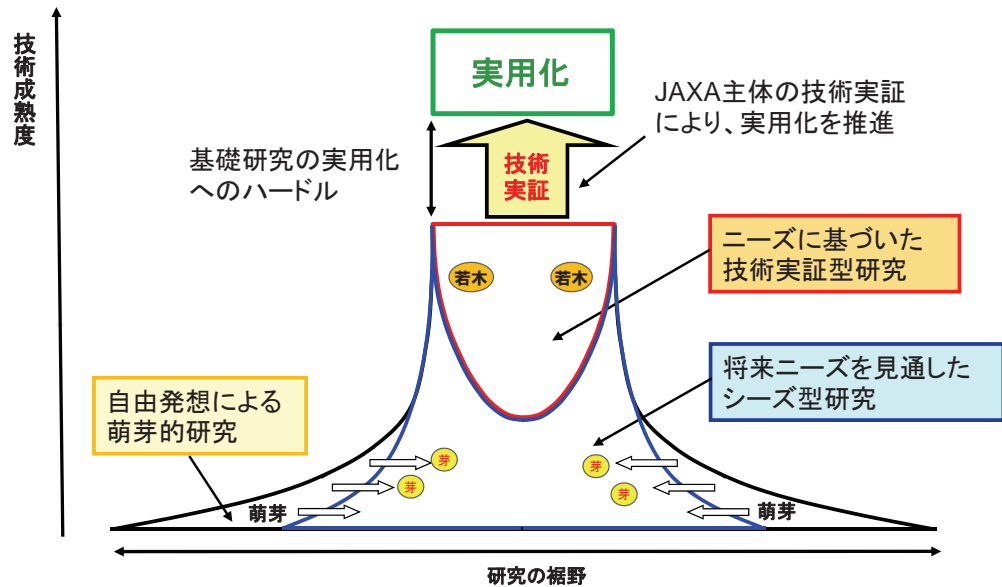 技術成熟度
実用化
JAXA主体の技術実証
により、実用化を推進
基礎研究の実用化
へのハードル
技術
実証
ニーズに基づいた
技術実証型研究
若木
若木
将来ニーズを見通した
シーズ型研究
自由発想による
萌芽的研究
芽
芽
芽
芽
萌芽
萌芽
研究の裾野